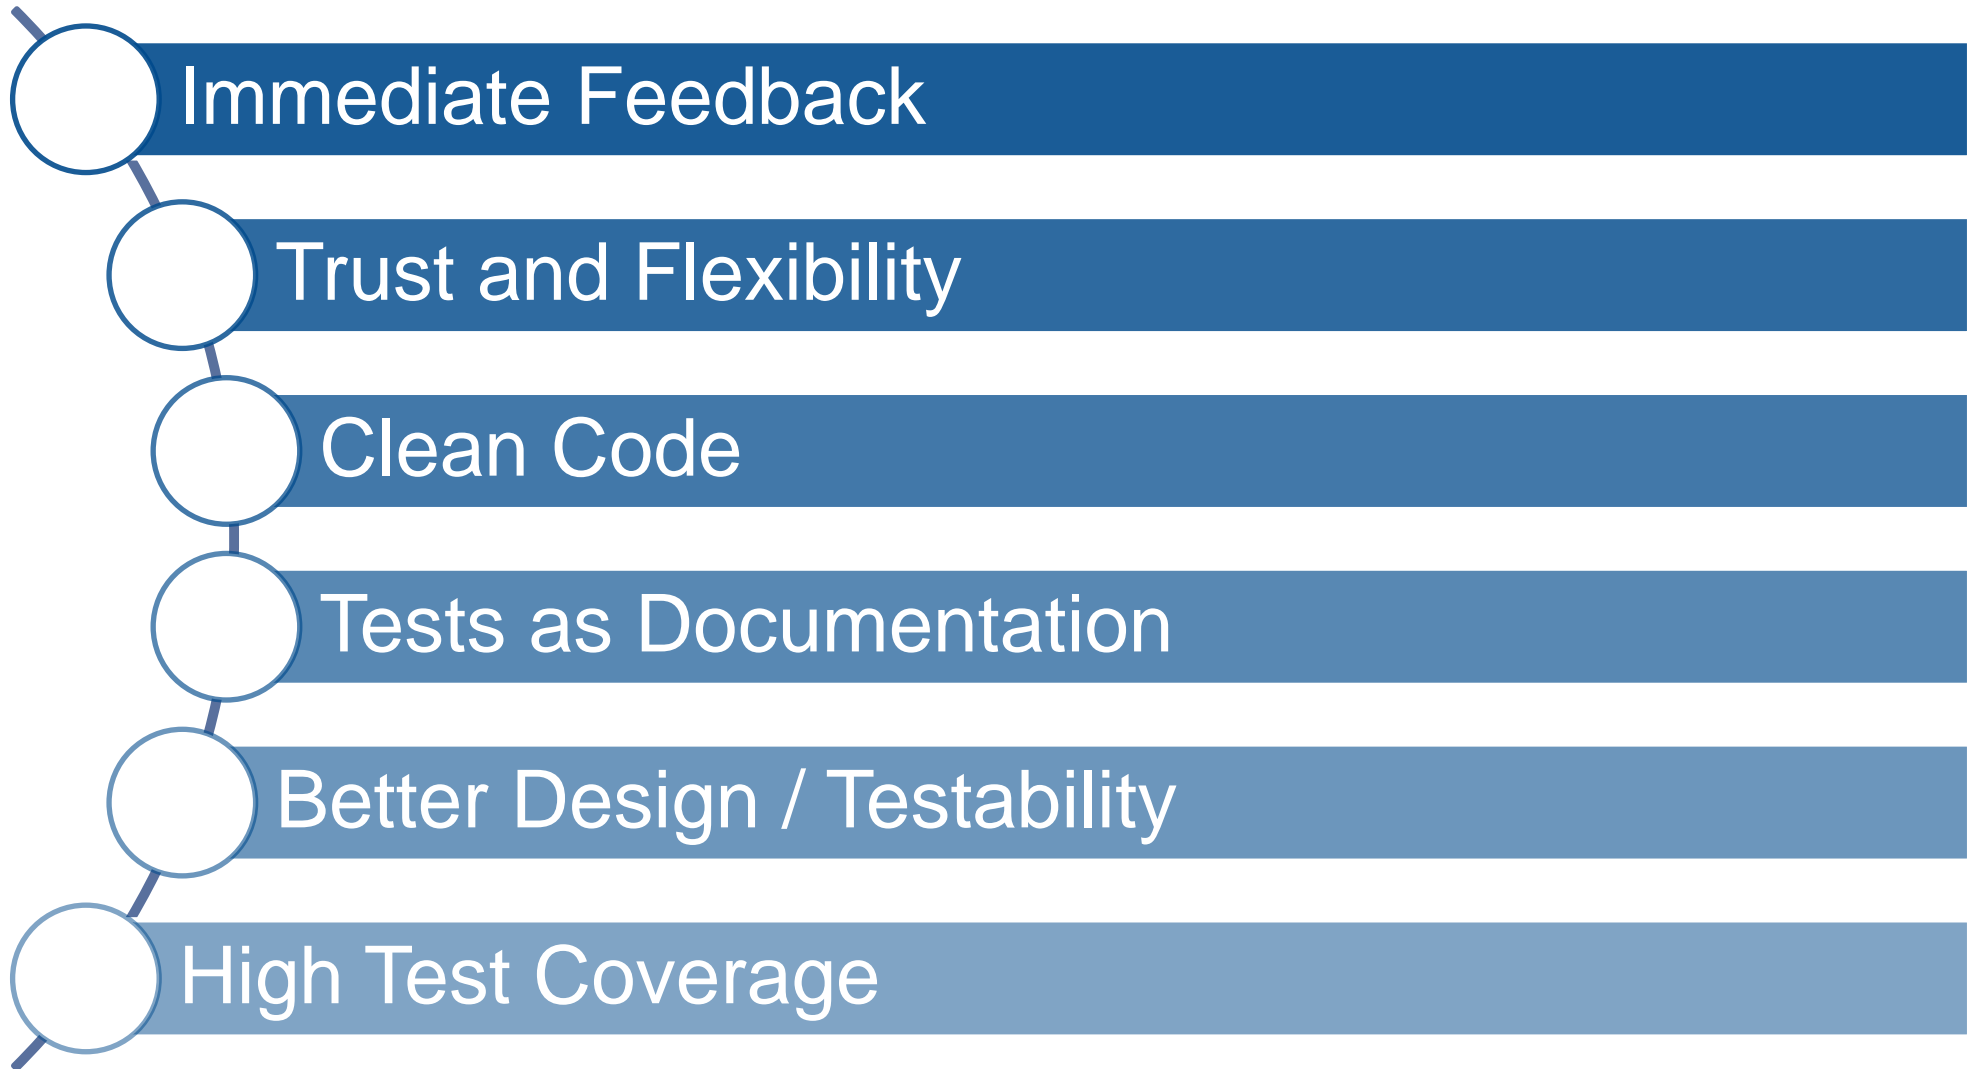 Immediate Feedback
Trust and Flexibility
Clean Code
Tests as Documentation
Better Design / Testability
High Test Coverage